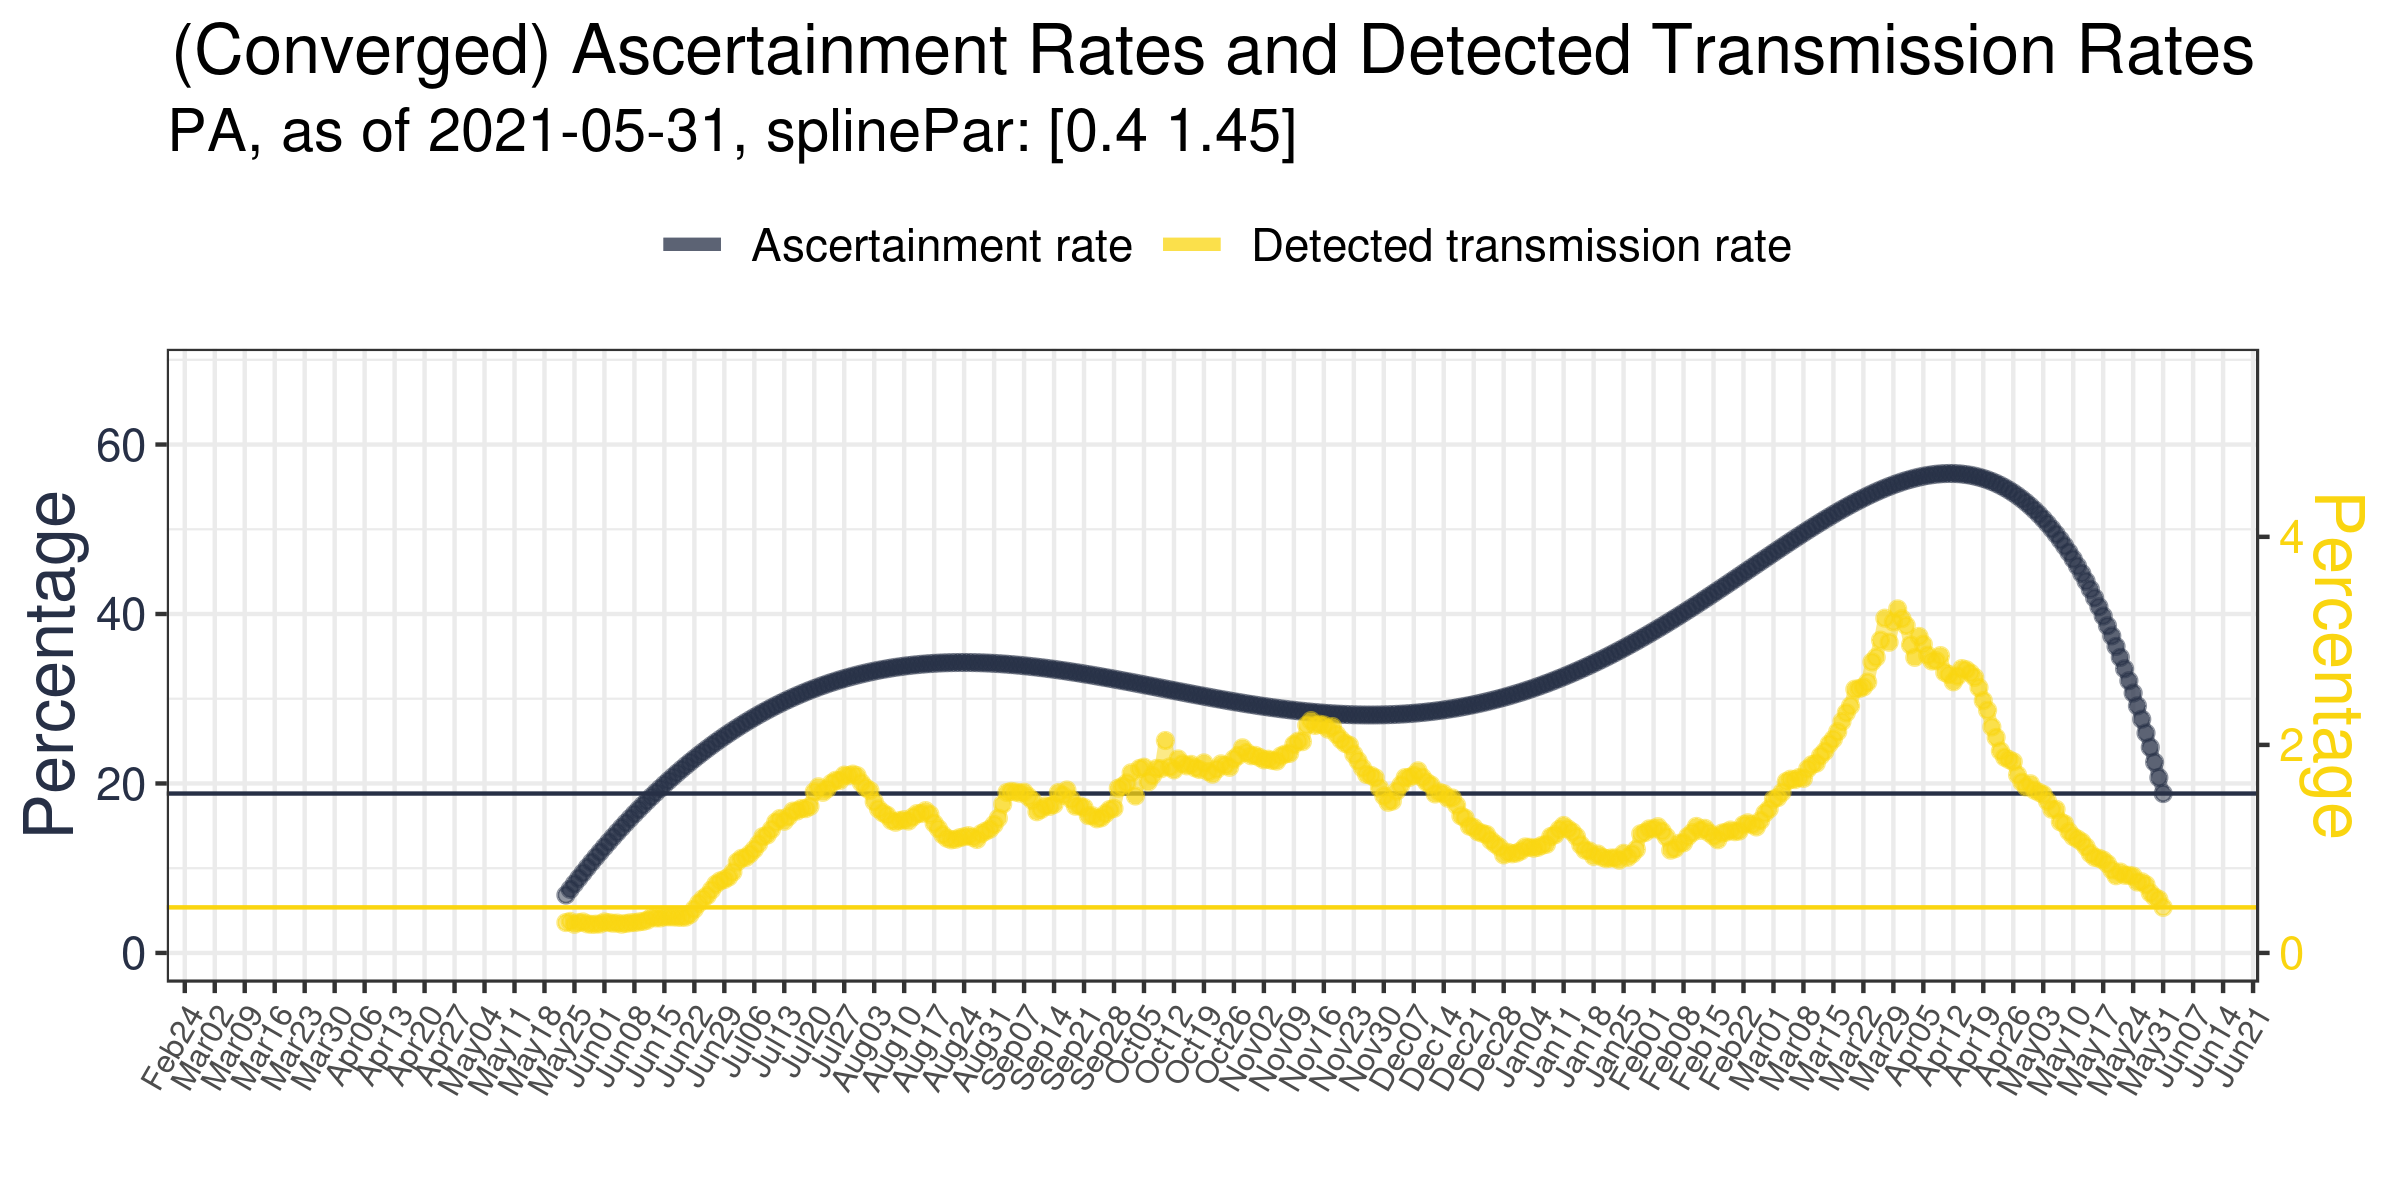 (Converged) Ascertainment Rates and Detected Transmission Rates
PA, as of 2021-05-31, splinePar: [0.4 1.45]
Ascertainment rate
Detected transmission rate
Percentage
60
40
20
0
4
2
0
Percentage
Feb24
Mar02
Mar09
Mar16
Mar23
Mar30
Apr06
Apr13
Apr20
Apr27
May04
May11
May18
May25
Jun01
Jun08
Jun15
Jun22
Jun29
Jul06
Jul13
Jul20
Jul27
Aug03
Aug10
Aug17
Aug24
Aug31
Sep07
Sep14
Sep21
Sep28
Oct05
Oct12
Oct19
Oct26
Nov02
Nov09
Nov16
Nov23
Nov30
Dec07
Dec14
Dec21
Dec28
Jan04
Jan11
Jan18
Jan25
Feb01
Feb08
Feb15
Feb22
Mar01
Mar08
Mar15
Mar22
Mar29
Apr05
Apr12
Apr19
Apr26
May03
May10
May17
May24
May31
Jun07
Jun14
Jun21